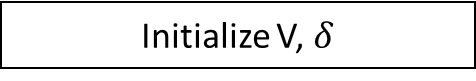 Initialize V, 𝛿